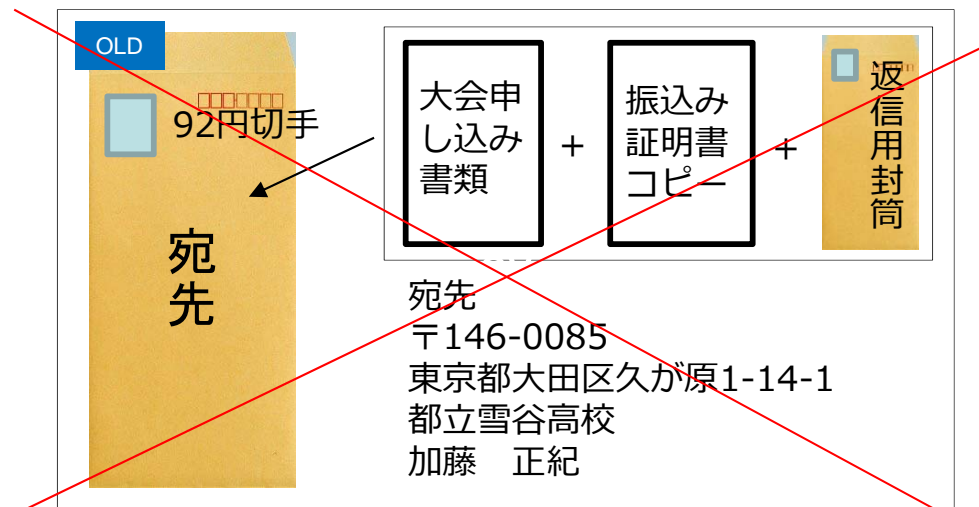 OLD
92円切手
宛先
大会申
し込み
書類
+
振込み
証明書
コピー
+
返信用封筒
宛先
〒146-0085
東京都大田区久が原1-14-1
都立雪谷高校
加藤　正紀